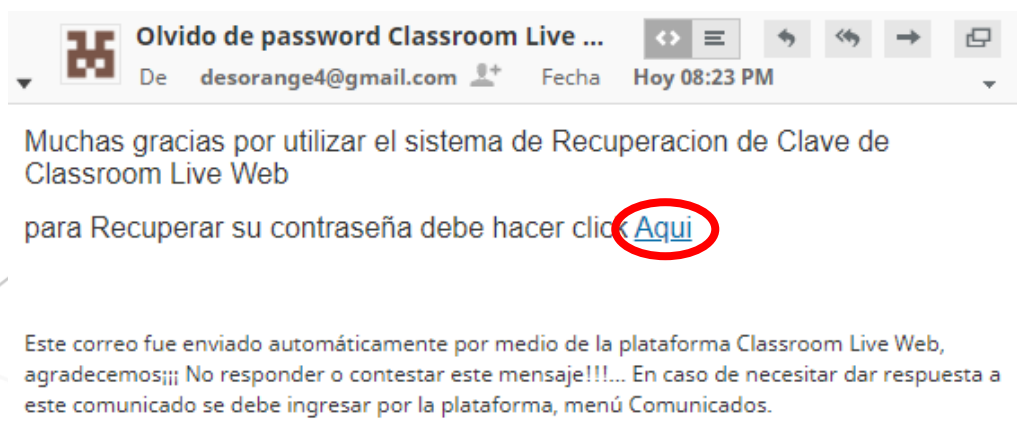 Olvido de password Classroom Live ...
De desorange4@gmail.com Fecha Hoy 08:23 PM
Muchas gracias por utilizar el sistema de Recuperacion de Clave de
Classroom Live Web
para Recuperar su contraseña debe hacer click Aqui
Este correo fue enviado automáticamente por medio de la plataforma Classroom Live Web,
agradecemos¡¡¡ No responder o contestar este mensaje!!!... En caso de necesitar dar respuesta a
este comunicado se debe ingresar por la plataforma, menú Comunicados.